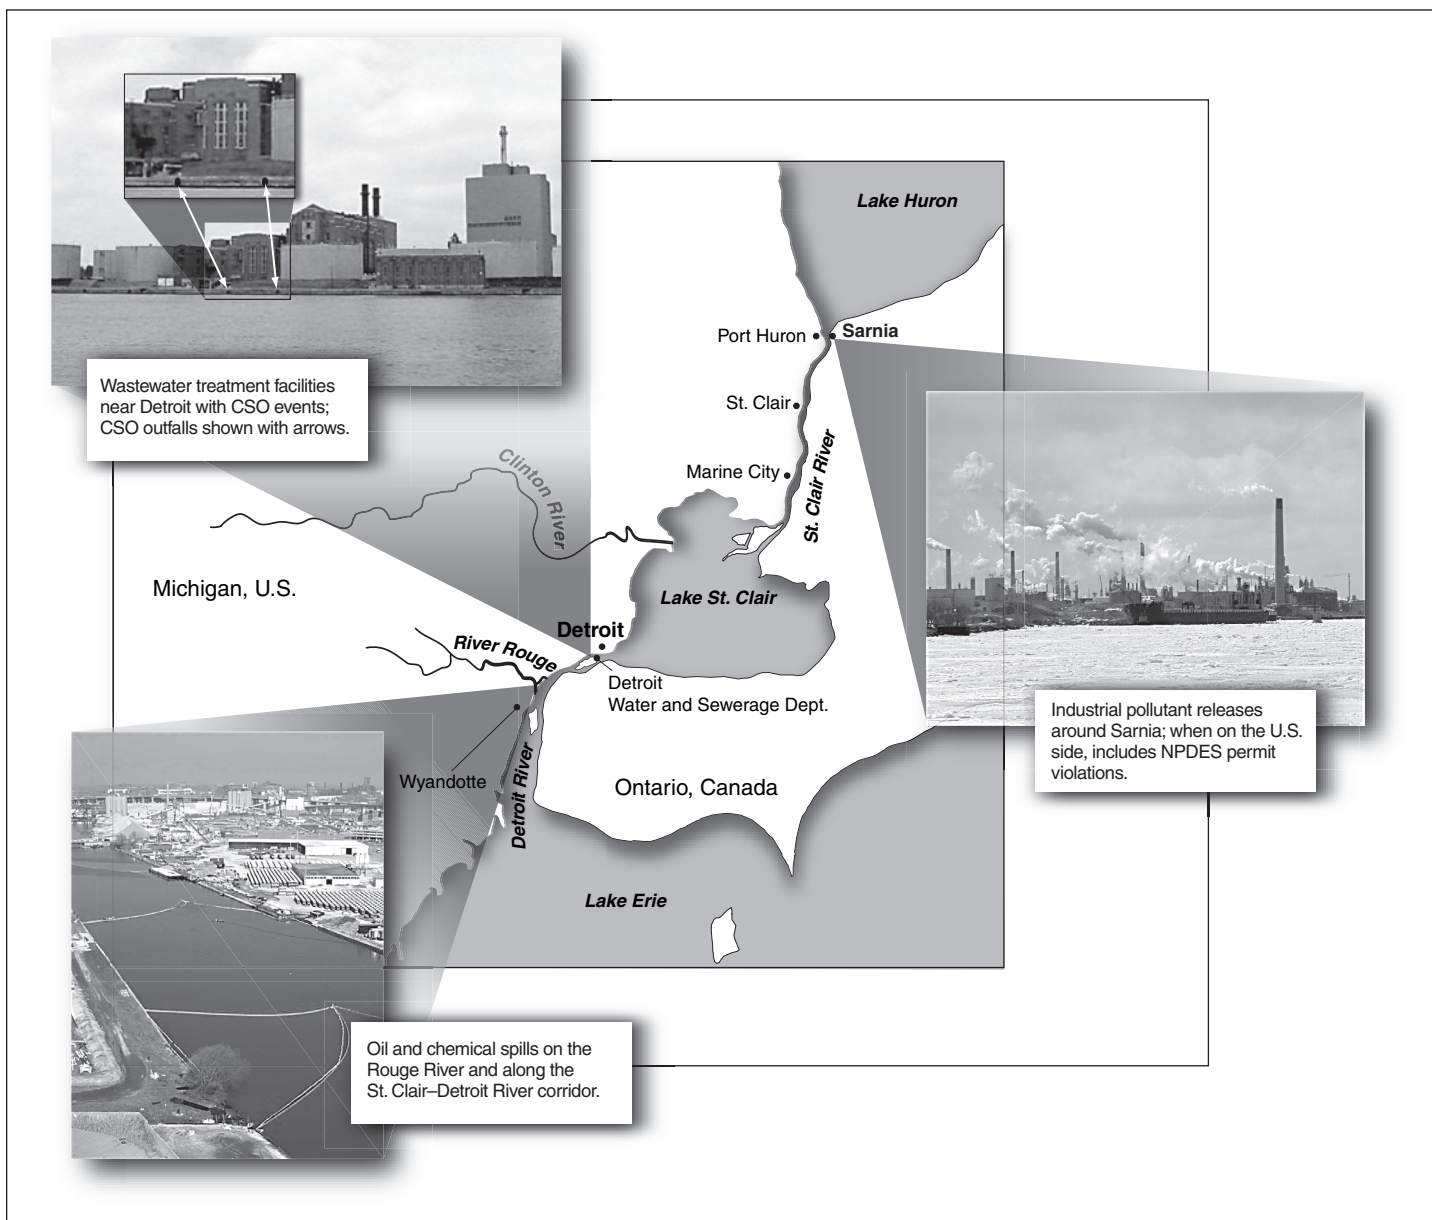 Lake Huron
Port Huron
Sarnia
Wastewater treatment facilities
near Detroit with CSO events;
CSO outfalls shown with arrows.
St. Clair
St. Clair River
Marine City
Clinton River
Michigan, U.S.
Lake St. Clair
Detroit
River Rouge
Detroit
Water and Sewerage Dept.
Industrial pollutant releases
around Sarnia; when on the U.S.
side, includes NPDES permit
violations.
Wyandotte
Detroit River
Ontario, Canada
Lake Erie
Oil and chemical spills on the
Rouge River and along the
St. Clair–Detroit River corridor.